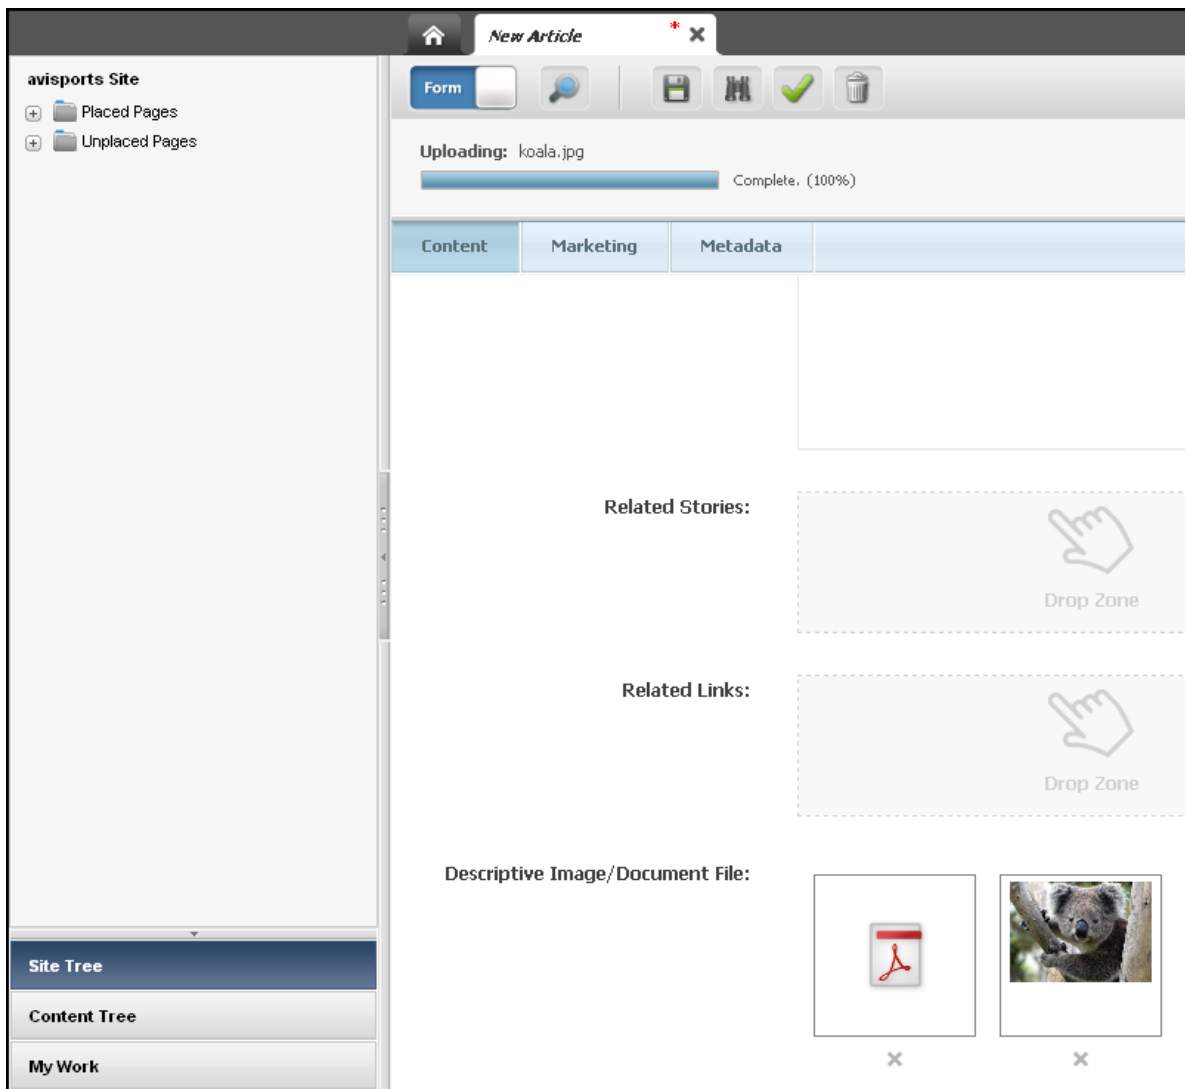 New Article * 
avisports Site
Placed Pages
Unplaced Pages
Form
Uploading: koala.jpg
Complete. (100%)
Content Marketing Metadata
Related Stories:
Drop Zone
Related Links:
Drop Zone
Descriptive Image/Document File:
Site Tree
Content Tree
My Work